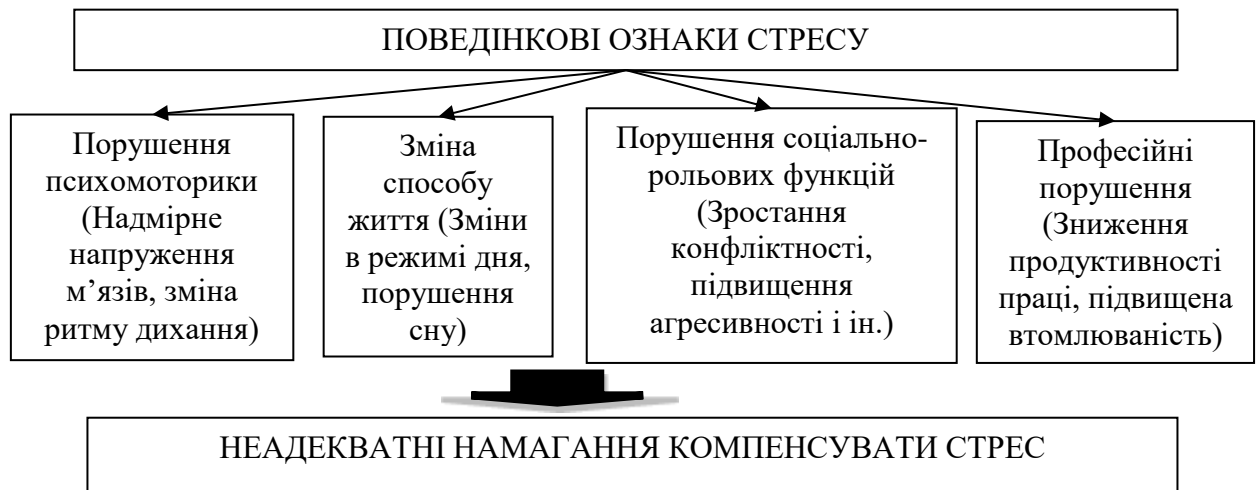 ПОВЕДІНКОВІ ОЗНАКИ СТРЕСУ
Порушення
психомоторики
(Надмірне
напруження
м’язів, зміна
ритму дихання)
Зміна
способу
життя (Зміни
в режимі дня,
порушення
сну)
Порушення соціально-
рольових функцій
(Зростання
конфліктності,
підвищення
агресивності і ін.)
Професійні
порушення
(Зниження
продуктивності
праці, підвищена
втомлюваність)
НЕАДЕКВАТНІ НАМАГАННЯ КОМПЕНСУВАТИ СТРЕС